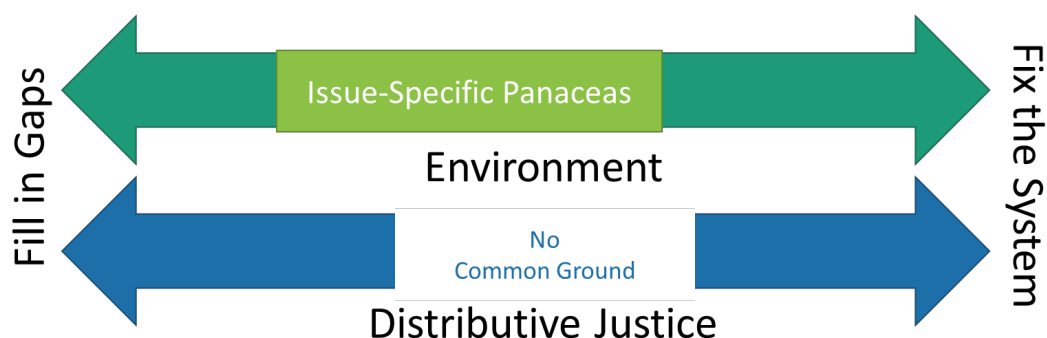 Fill in Gaps
Issue-Specific Panaceas
Environment
No
Common Ground
Distributive Justice
Fix the System